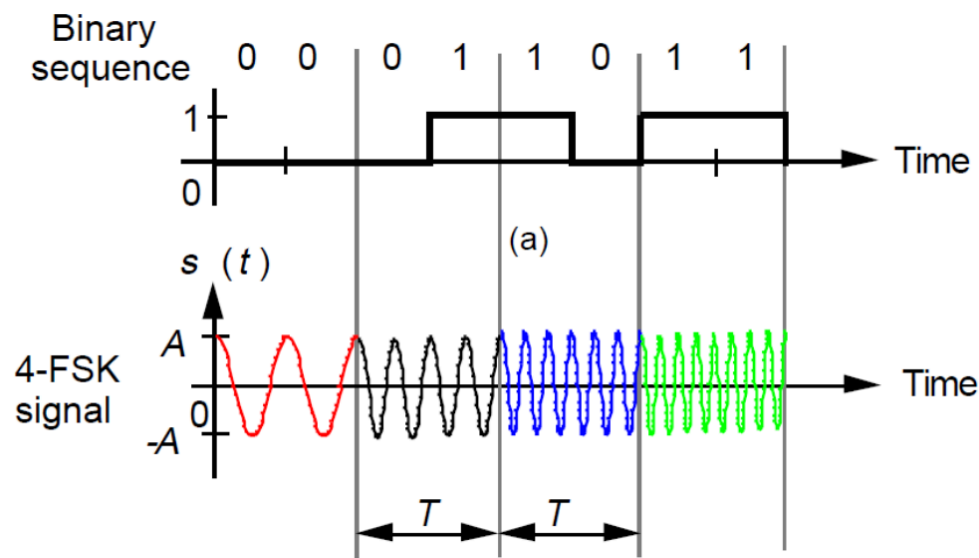 Binary
sequence
0 0 0 1 1 0 1 1
1
0
Time
(a)
s (t)
A
4-FSK
signal
0
-A
Time
T T